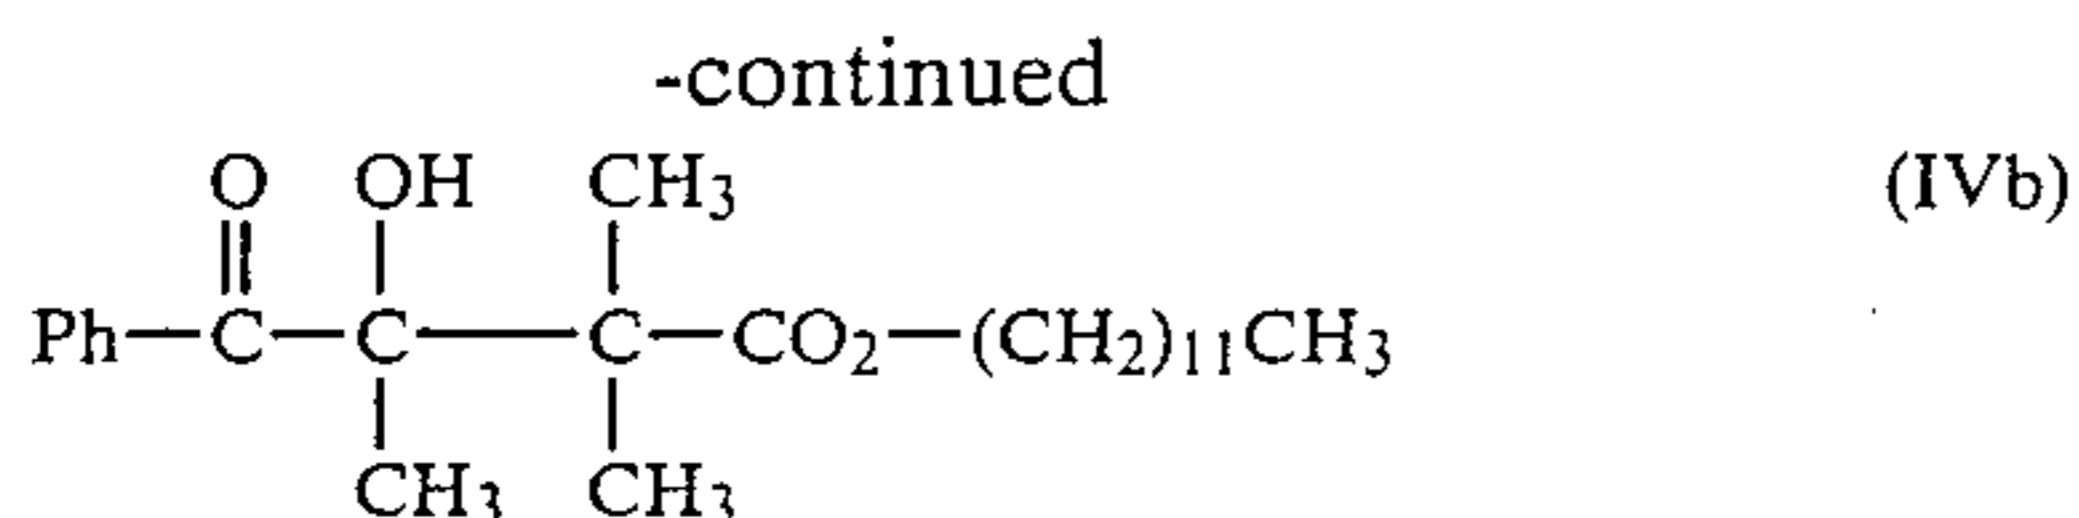 -continued
O OH CH3 (IVb)
Ph—C—C—C—CO2—(CH2)11CH3
CH3 CH3